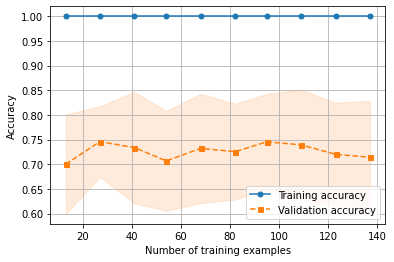 1.00
0.95
0.90
0.85
0.80
0.75
0.70
0.65
0.60
Accuracy
Training accuracy
Validation accuracy
20 40 60 80 100 120 140
Number of training examples